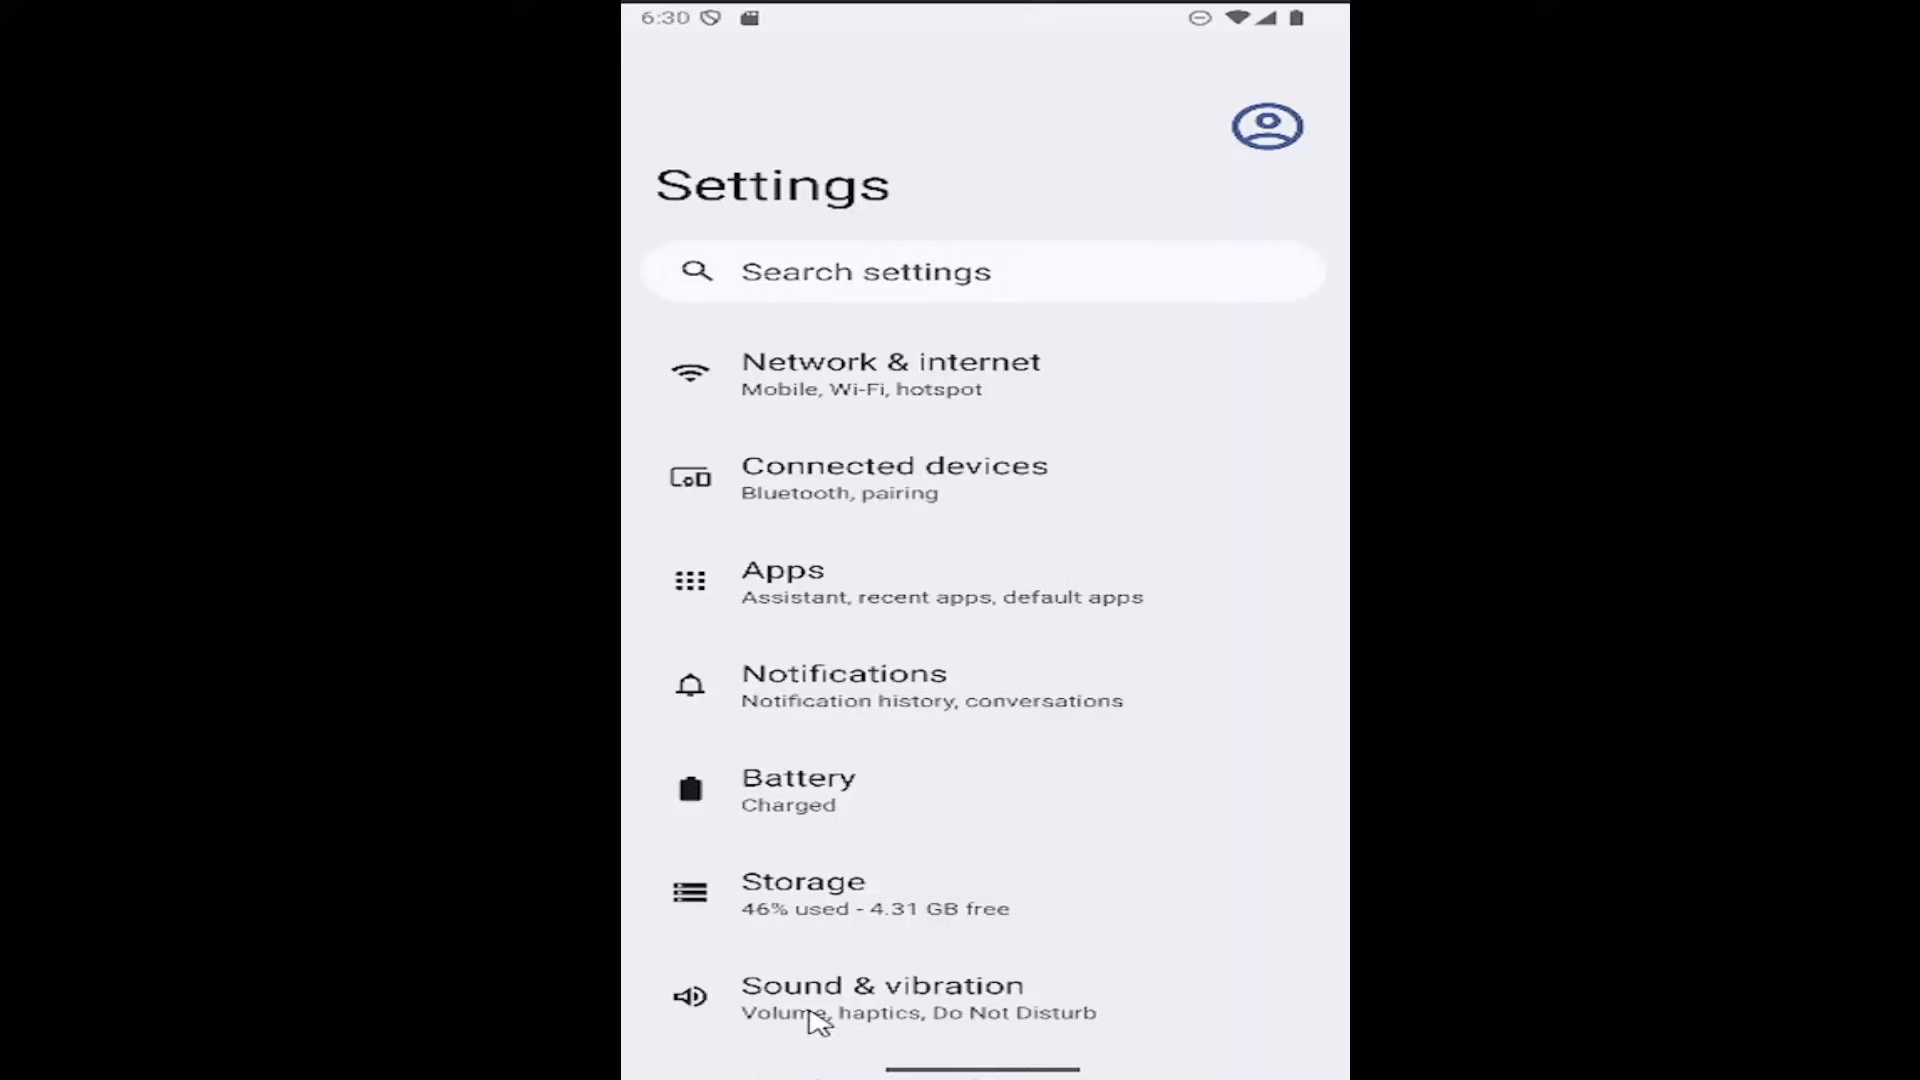 6:30
Settings
Search settings
Network & internet
Mobile, Wi-Fi, hotspot
Connected devices
Bluetooth, pairing
Apps
Assistant, recent apps, default apps
Notifications
Notification history, conversations
Battery
Charged
Storage
46% used - 4.31 GB free
Sound & vibration
Volume, haptics, Do Not Disturb